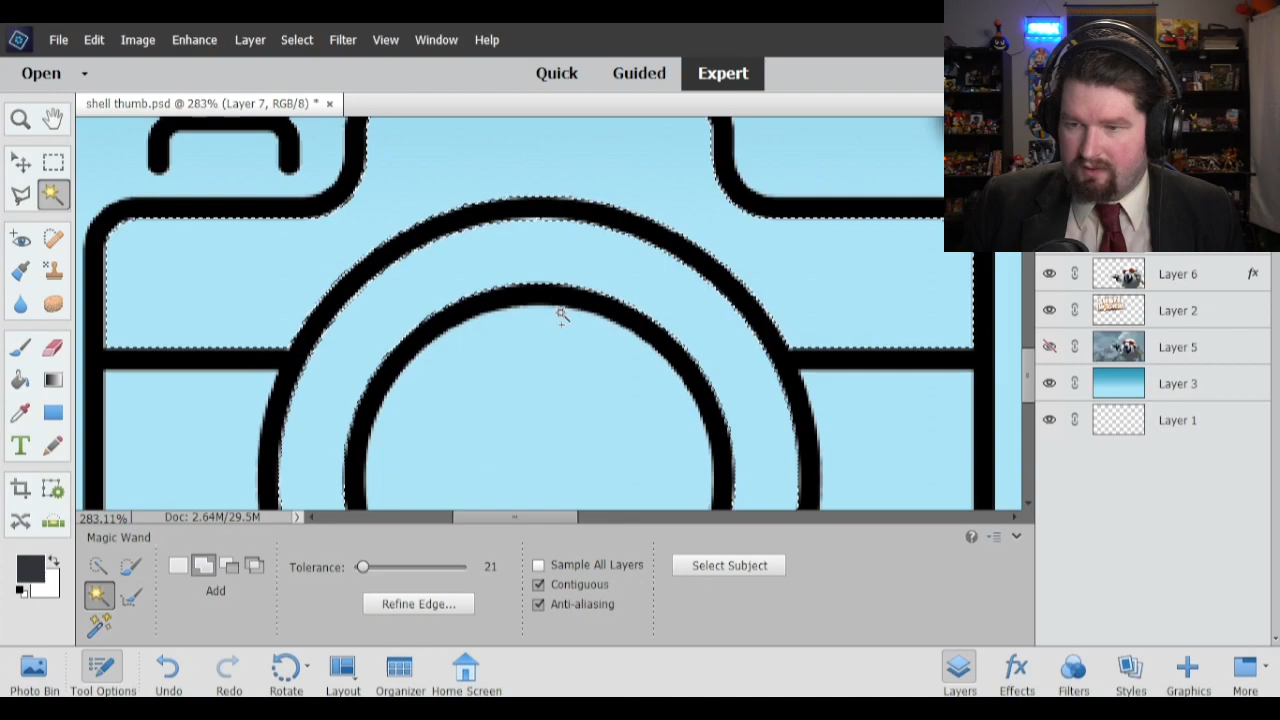 File Edit Image Enhance Layer Select Filter View Window Help
Open Quick Guided Expert
shell thumb.psd @ 283% (Layer 7, RGB/8) * ×
Layer 6 fx
Layer 2
Layer 5
Layer 3
Layer 1
283.11% Doc: 2.64M/29.5M
Magic Wand
Tolerance: 21
Sample All Layers
Select Subject
Contiguous
Add
Refine Edge...
Anti-aliasing
Photo Bin Tool Options Undo Redo Rotate Layout Organizer Home Screen Layers Effects Filters Styles Graphics More